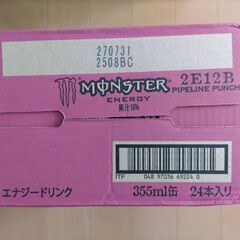 270731
2508BC
MONSTER
ENERGY
果汁16%
2E12B
PIPELINE PUNCH
ITF 048 97036 69224 0
エナジードリンク
355ml缶
24本入り